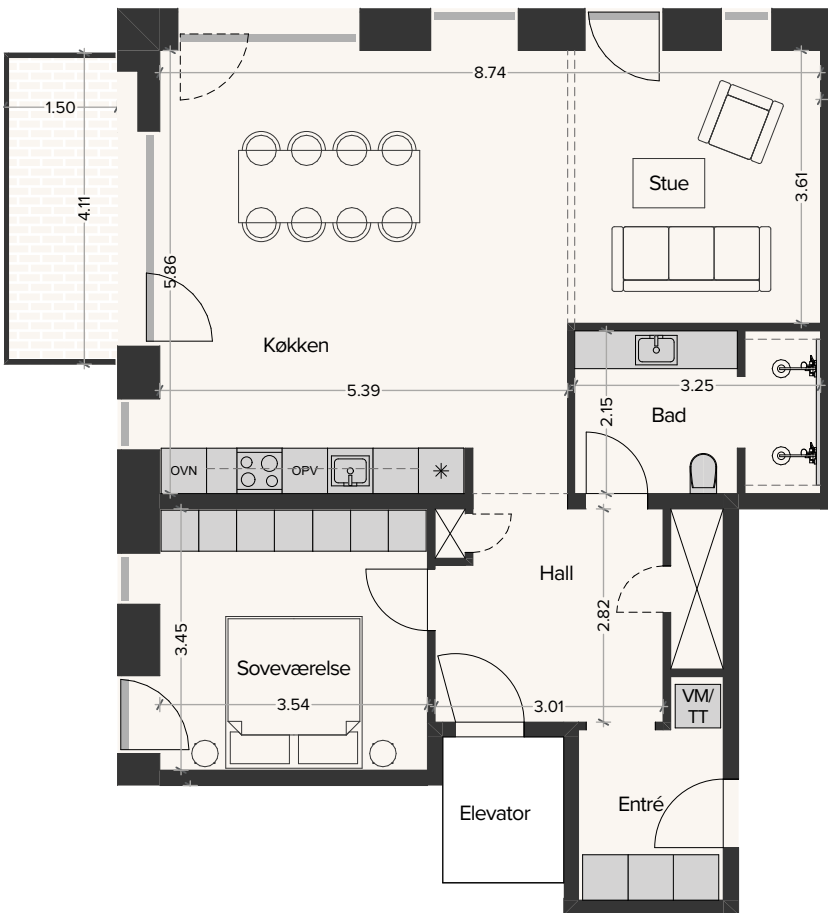 8.74
1.50
Stue
4.11
3.61
5.86
Køkken
5.39
3.25
2.15
Bad
OVN
OPV
Hall
2.82
3.45
Soveværelse
3.54
3.01
VM/
TT
Entré
Elevator